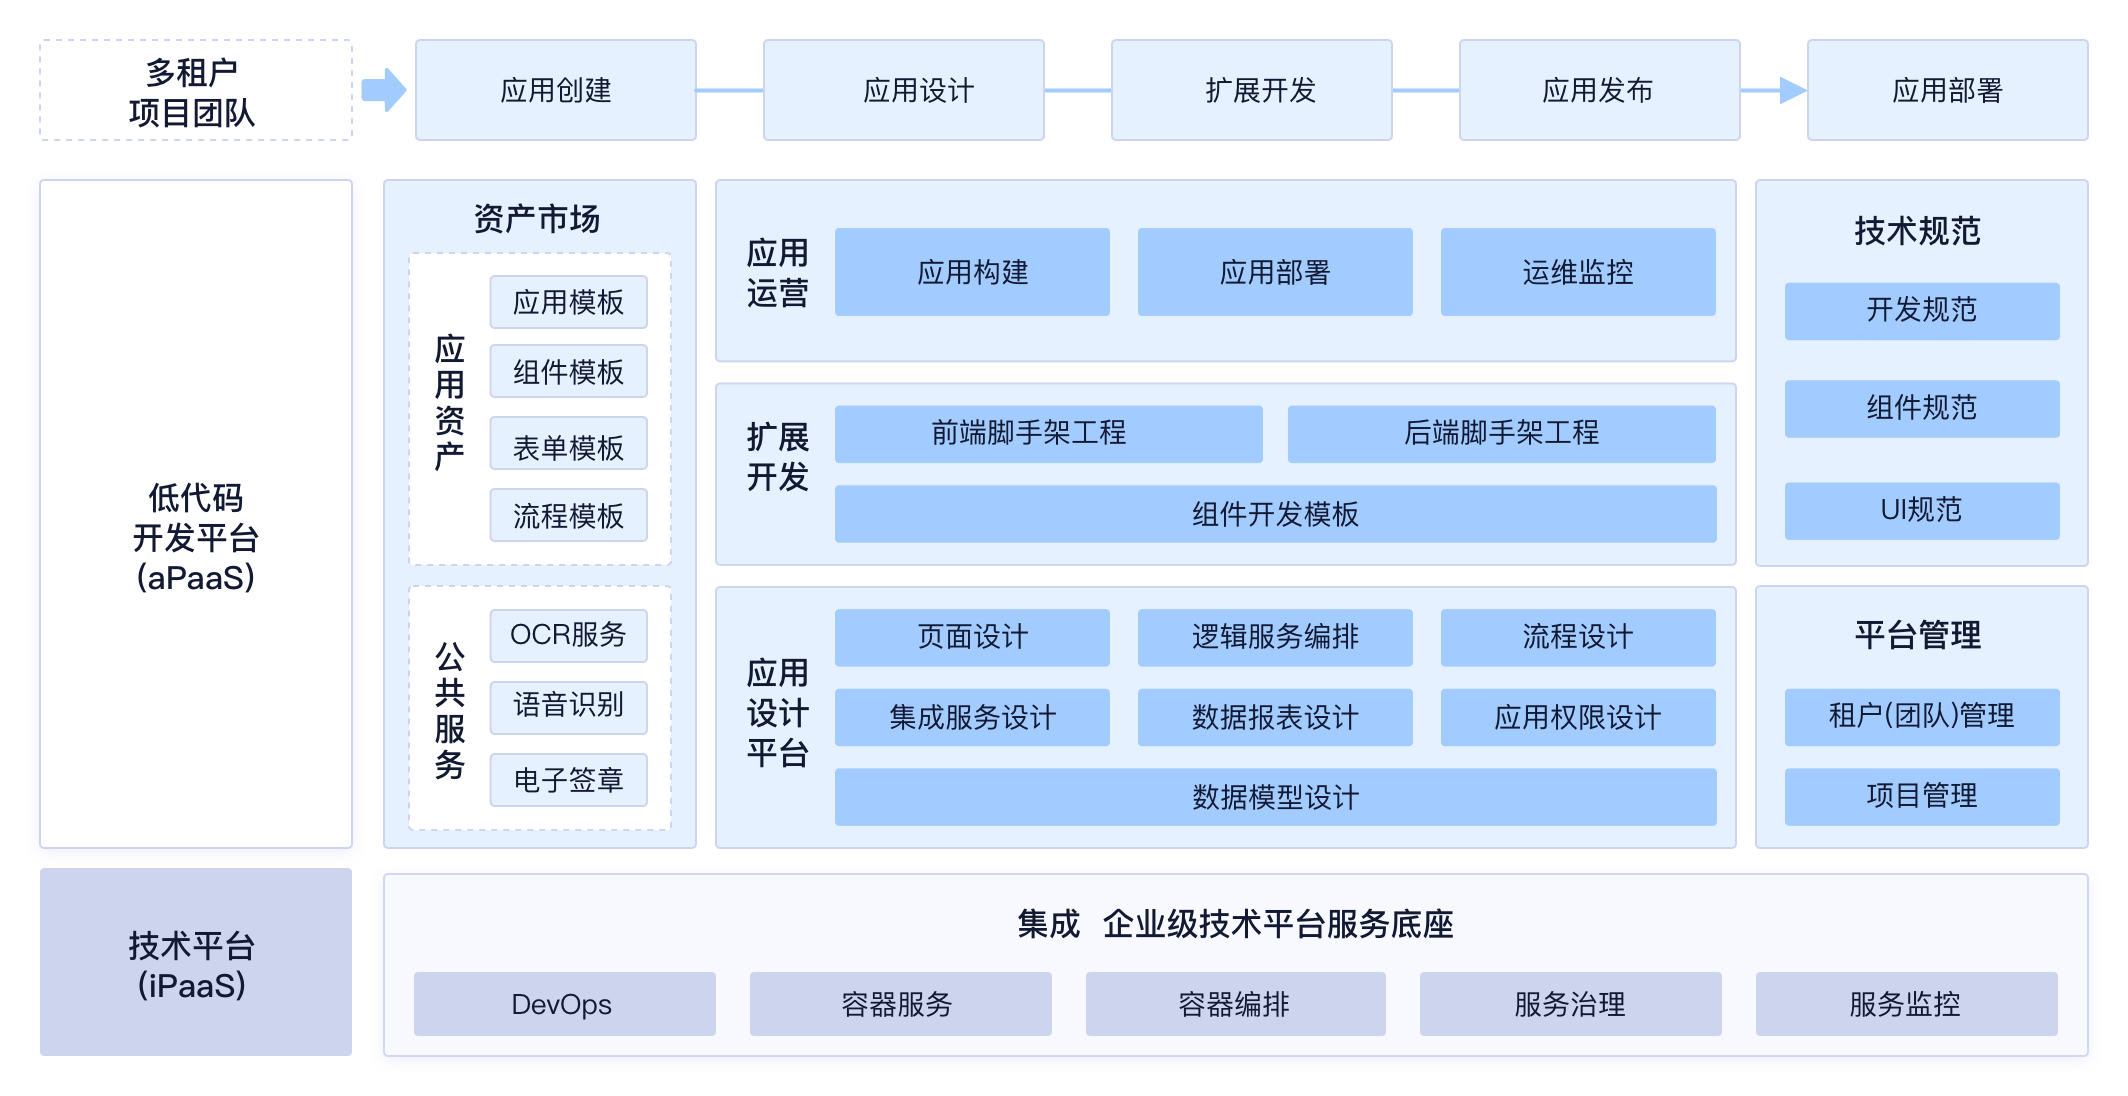 多租户
项目团队
应用创建
应用设计
扩展开发
应用发布
应用部署
低代码
开发平台
(aPaaS)
资产市场
应用资产
应用模板
组件模板
表单模板
流程模板
公共服务
OCR服务
语音识别
电子签章
应用
运营
应用构建
应用部署
运维监控
扩展
开发
前端脚手架工程
后端脚手架工程
组件开发模板
应用
设计
平台
页面设计
逻辑服务编排
流程设计
集成服务设计
数据报表设计
应用权限设计
数据模型设计
技术规范
开发规范
组件规范
UI规范
平台管理
租户(团队)管理
项目管理
技术平台
(iPaaS)
集成 企业级技术平台服务底座
DevOps
容器服务
容器编排
服务治理
服务监控